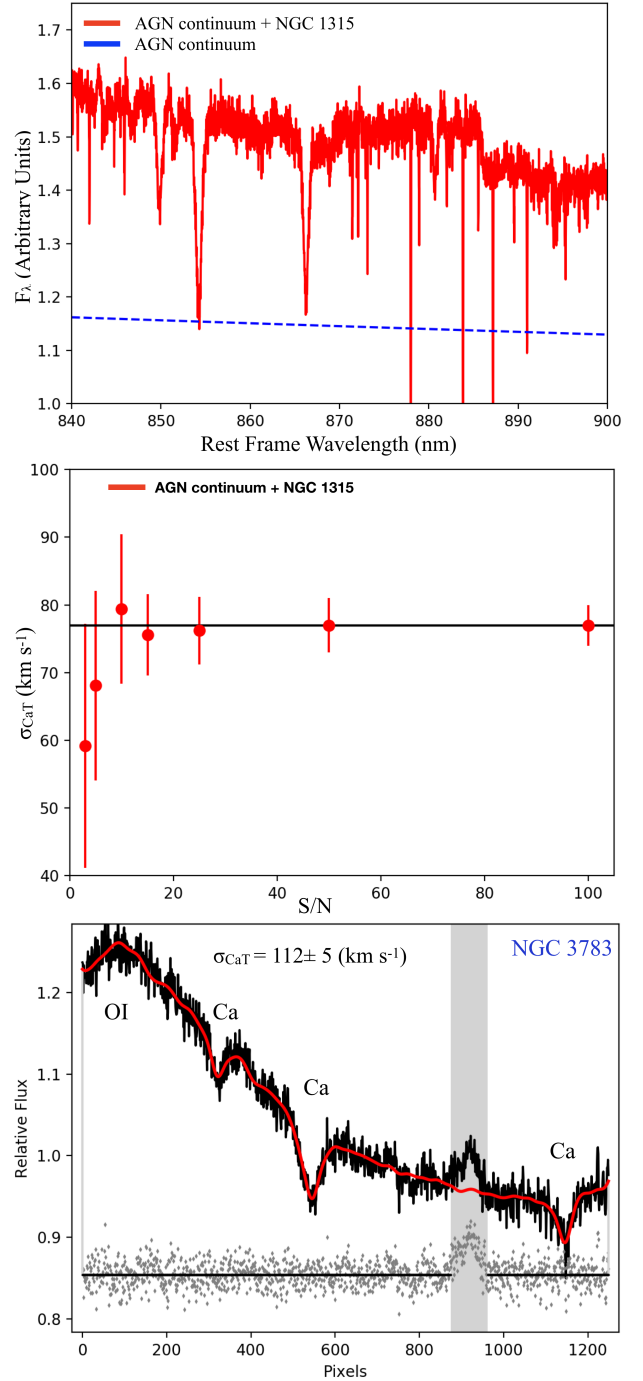 AGN continuum + NGC 1315
AGN continuum
1.7
1.6
1.5
1.4
1.3
1.2
1.1
1.0
Fλ (Arbitrary Units)
840 850 860 870 880 890 900
Rest Frame Wavelength (nm)
AGN continuum + NGC 1315
100
90
80
70
60
50
40
σCaT (km s-1)
0 20 40 60 80 100
S/N
σCaT = 112± 5 (km s-1)
NGC 3783
OI
Ca
Ca
Ca
1.2
1.1
1.0
0.9
0.8
Relative Flux
0 200 400 600 800 1000 1200
Pixels